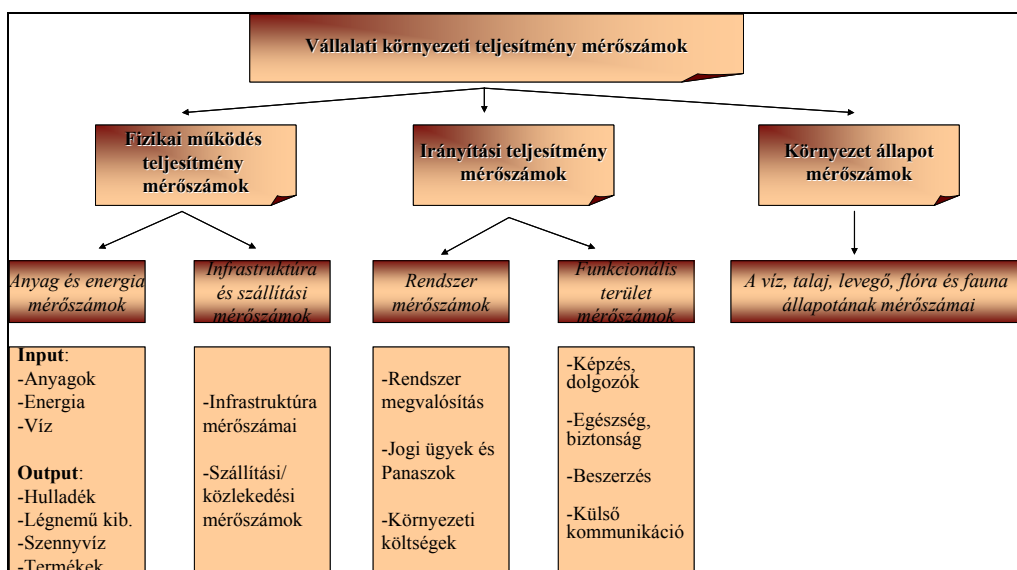 Vállalati környezeti teljesítmény mérőszámok
Fizikai működés
teljesítmény
mérőszámok
Irányítási teljesítmény
mérőszámok
Környezet állapot
mérőszámok
Anyag és energia
mérőszámok
Infrastruktúra
és szállítási
mérőszámok
Rendszer
mérőszámok
Funkcionális
terület
mérőszámok
A víz, talaj, levegő, flóra és fauna
állapotának mérőszámai
Input:
-Anyagok
-Energia
-Víz
Output:
-Hulladék
-Légnemű kib.
-Szennyvíz
-Termékek
-Infrastruktúra
mérőszámai
-Szállítási/
közlekedési
mérőszámok
-Rendszer
megvalósítás
-Jogi ügyek és
Panaszok
-Környezeti
költségek
-Képzés,
dolgozók
-Egészség,
biztonság
-Beszerzés
-Külső
kommunikáció